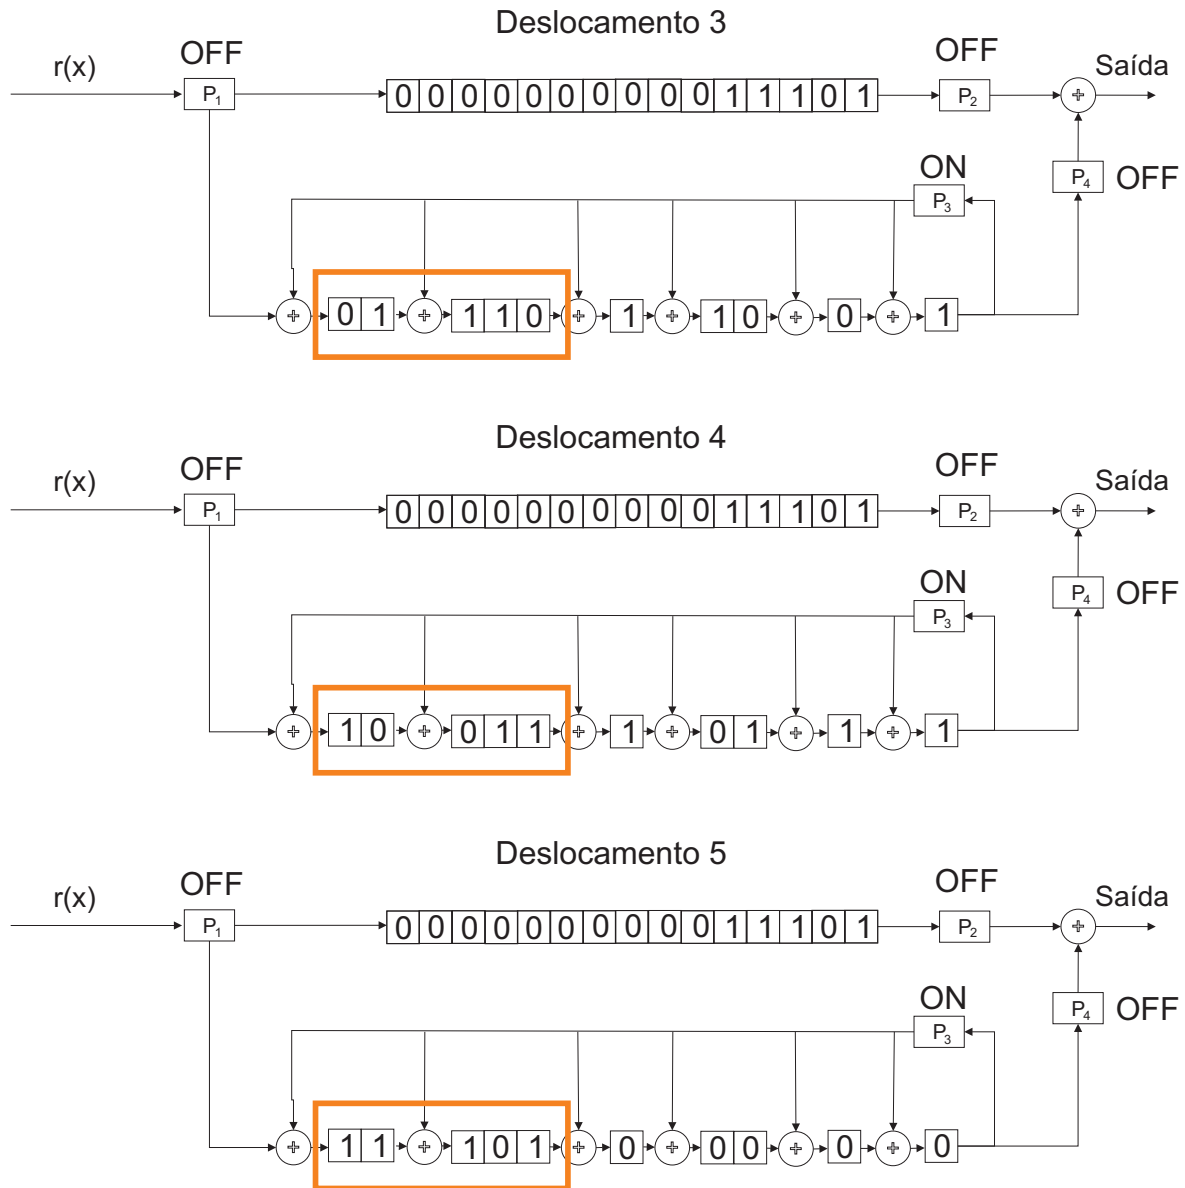 Deslocamento 3
OFF OFF
r(x) Saída
P1 0 0 0 0 0 0 0 0 0 0 1 1 1 0 1 P2
ON
P3 P4 OFF
0 1 1 1 0 1 1 0 0 1
Deslocamento 4
OFF OFF
r(x) Saída
P1 0 0 0 0 0 0 0 0 0 0 1 1 1 0 1 P2
ON
P3 P4 OFF
1 0 0 1 1 1 0 1 1 1
Deslocamento 5
OFF OFF
r(x) Saída
P1 0 0 0 0 0 0 0 0 0 0 1 1 1 0 1 P2
ON
P3 P4 OFF
1 1 1 0 1 0 0 0 0 0